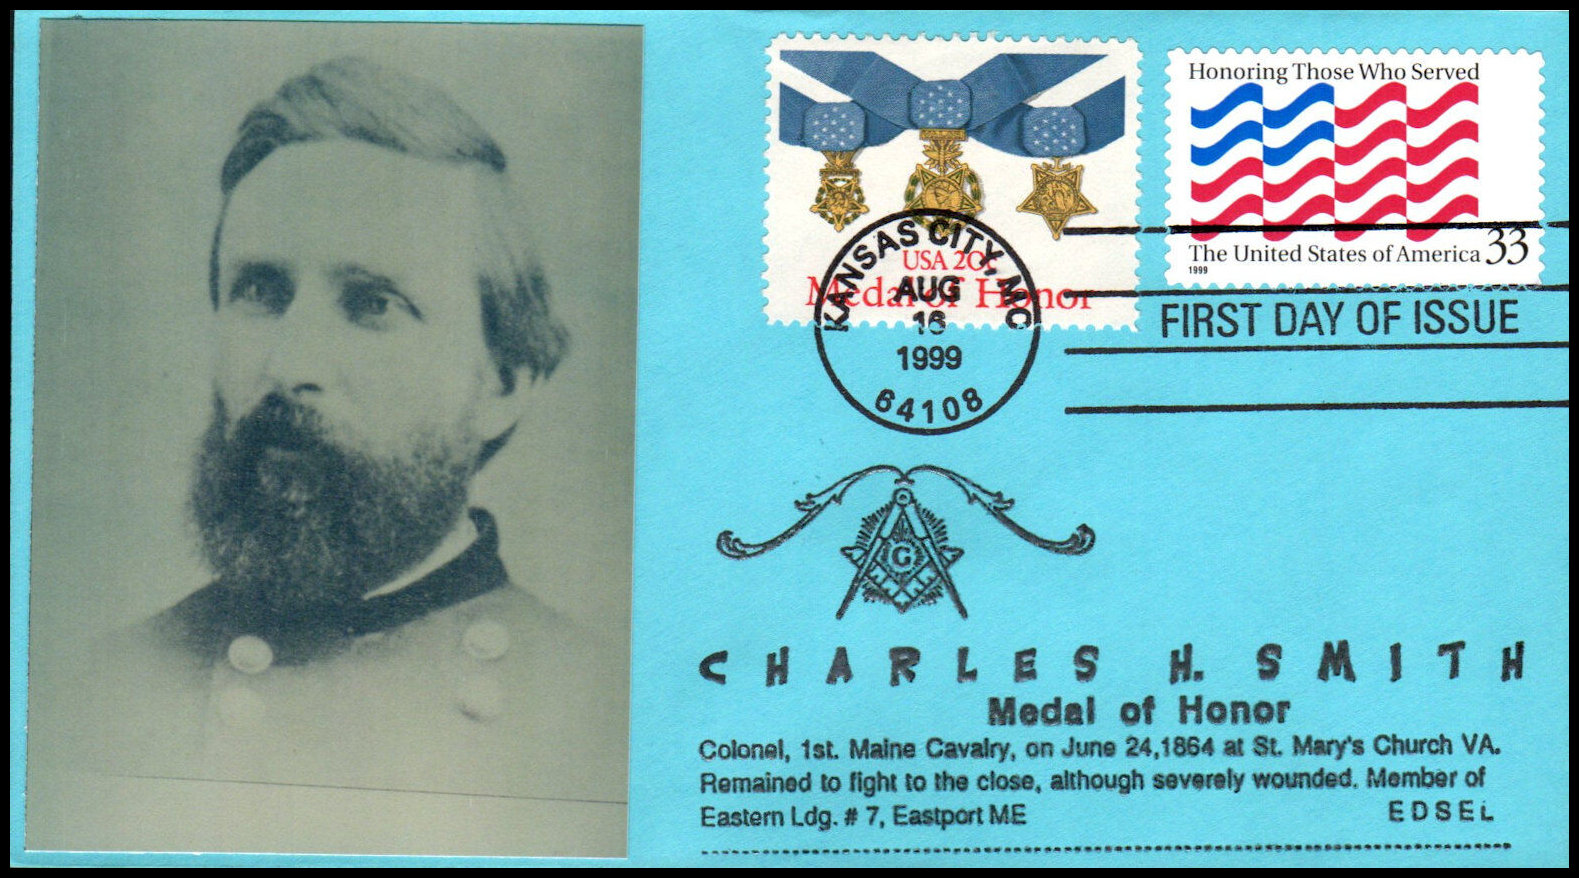 USA 20c
Medal of Honor
Honoring Those Who Served
The United States of America 33
1999
KANSAS CITY, MO
AUG
16
1999
64108
FIRST DAY OF ISSUE
G
CHARLES H. SMITH
Medal of Honor
Colonel, 1st. Maine Cavalry, on June 24,1864 at St. Mary's Church VA.
Remained to fight to the close, although severely wounded. Member of
Eastern Ldg. # 7, Eastport ME
EDSEL